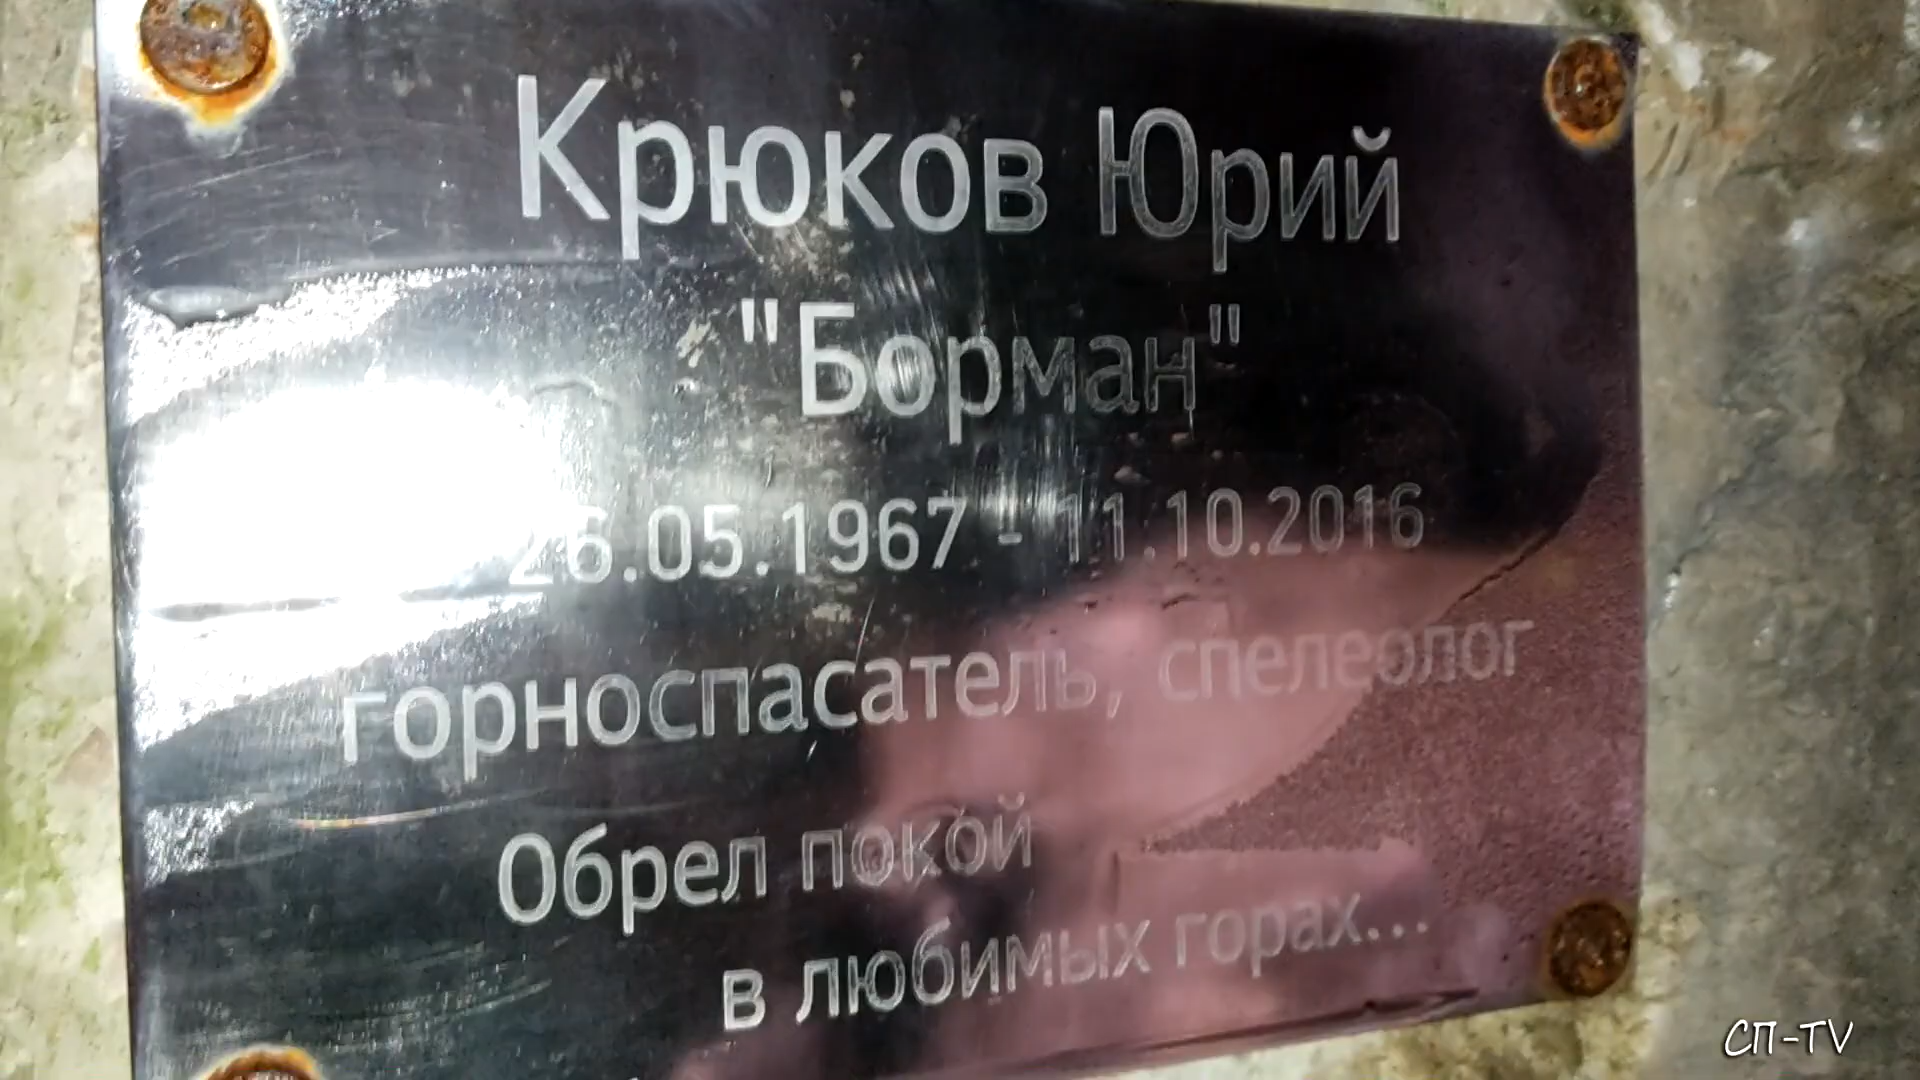 Крюков Юрий
"Борман"
26.05.1967 - 11.10.2016
горноспасатель, спелеолог
Обрел покой
в любимых горах...
СП-TV